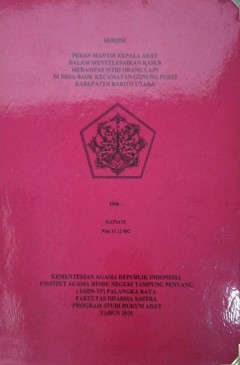 SKRIPSI
PERAN MANTIR KEPALA ADAT
DALAM MENYELESAIKAN KASUS
MERAMPAS ISTRI ORANG LAIN
DI DESA BAOK KECAMATAN GUNUNG PUREI
KABUPATEN BARITO UTARA
Oleh :
KEMENTERIAN AGAMA REPUBLIK INDONESIA
INSTITUT AGAMA HINDU NEGERI TAMPUNG PENYANG
( IAHN-TP) PALANGKA RAYA
FAKULTAS DHARMA SASTRA
PROGRAM STUDI HUKUM ADAT
TAHUN 2020